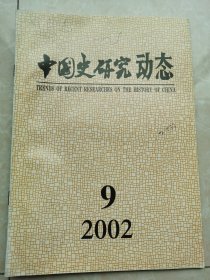 中国史研究动态
TRENDS OF RECENT RESEARCHES ON THE HISTORY OF CHINA
9
2002